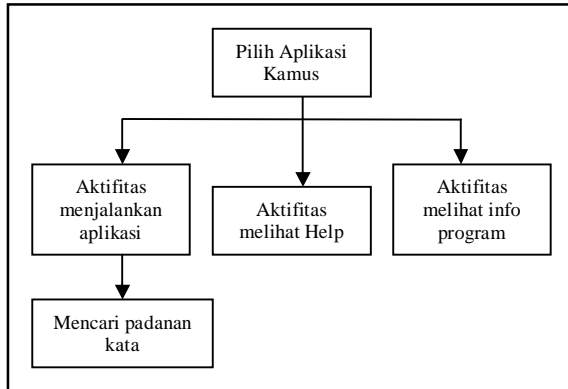 Pilih Aplikasi
Kamus
Aktifitas
menjalankan
aplikasi
Aktifitas
melihat Help
Aktifitas
melihat info
program
Mencari padanan
kata